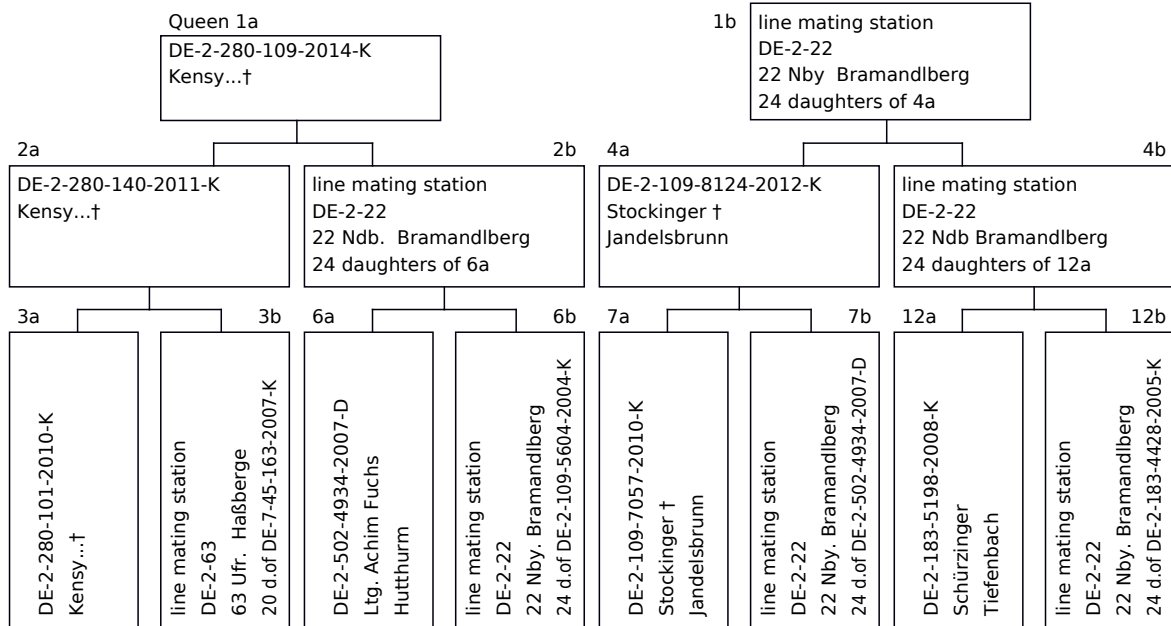 Queen 1a
DE-2-280-109-2014-K
Kensy...†
1b
line mating station
DE-2-22
22 Nby Bramandlberg
24 daughters of 4a
2a
DE-2-280-140-2011-K
Kensy...†
2b
line mating station
DE-2-22
22 Ndb. Bramandlberg
24 daughters of 6a
4a
DE-2-109-8124-2012-K
Stockinger †
Jandelsbrunn
4b
line mating station
DE-2-22
22 Ndb Bramandlberg
24 daughters of 12a
3a
DE-2-280-101-2010-K
Kensy...†
3b
line mating station
DE-2-63
63 Ufr. Haßberge
20 d.of DE-7-45-163-2007-K
6a
DE-2-502-4934-2007-D
Ltg. Achim Fuchs
Hutthurm
6b
line mating station
DE-2-22
22 Nby. Bramandlberg
24 d.of DE-2-109-5604-2004-K
7a
DE-2-109-7057-2010-K
Stockinger †
Jandelsbrunn
7b
line mating station
DE-2-22
22 Nby. Bramandlberg
24 d.of DE-2-502-4934-2007-D
12a
DE-2-183-5198-2008-K
Schürzinger
Tiefenbach
12b
line mating station
DE-2-22
22 Nby. Bramandlberg
24 d.of DE-2-183-4428-2005-K